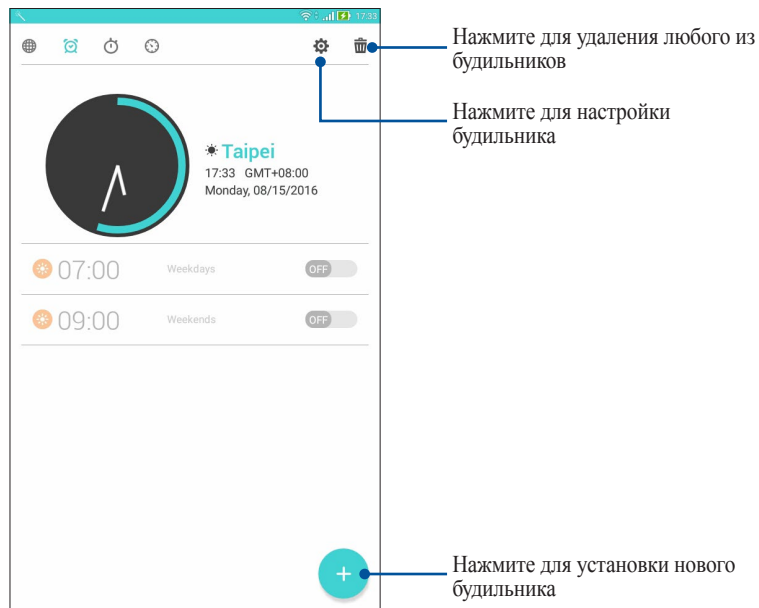 17:33
Нажмите для удаления любого из
будильников
Нажмите для настройки
будильника
Taipei
17:33 GMT+08:00
Monday, 08/15/2016
07:00 Weekdays OFF
09:00 Weekends OFF
Нажмите для установки нового
будильника